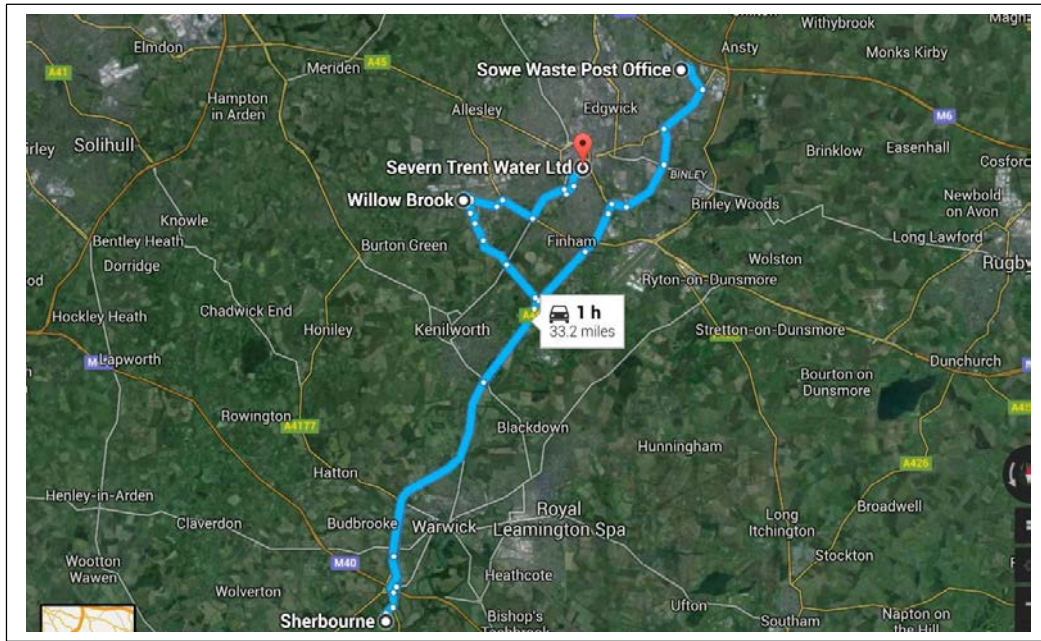 Withybrook
Elmdon
Ansty
Monks Kirby
A45
Meriden
Sowe Waste Post Office
A41
Hampton
in Arden
Allesley
Edgwick
M6
Solihull
Brinklow
Easenhall
Severn Trent Water Ltd
BINLEY
Willow Brook
Newbold
on Avon
Knowle
Binley Woods
Bentley Heath
Burton Green
Finham
Long Lawford
Dorridge
Wolston
Ryton-on-Dunsmore
Chadwick End
1 h
33.2 miles
Hockley Heath
Honiley
Kenilworth
Stretton-on-Dunsmore
Lapworth
Dunchurch
Bourton on
Dunsmore
Rowington
A4177
Blackdown
Hunningham
Hatton
A426
Henley-in-Arden
Royal
Leamington Spa
Broadwell
Claverdon
Budbrooke
Warwick
Long
Itchington
Wootton
Wawen
M40
Stockton
Heathcote
Wolverton
Ufton
Sherbourne
Bishop's
Southam
Napton on
the Hill